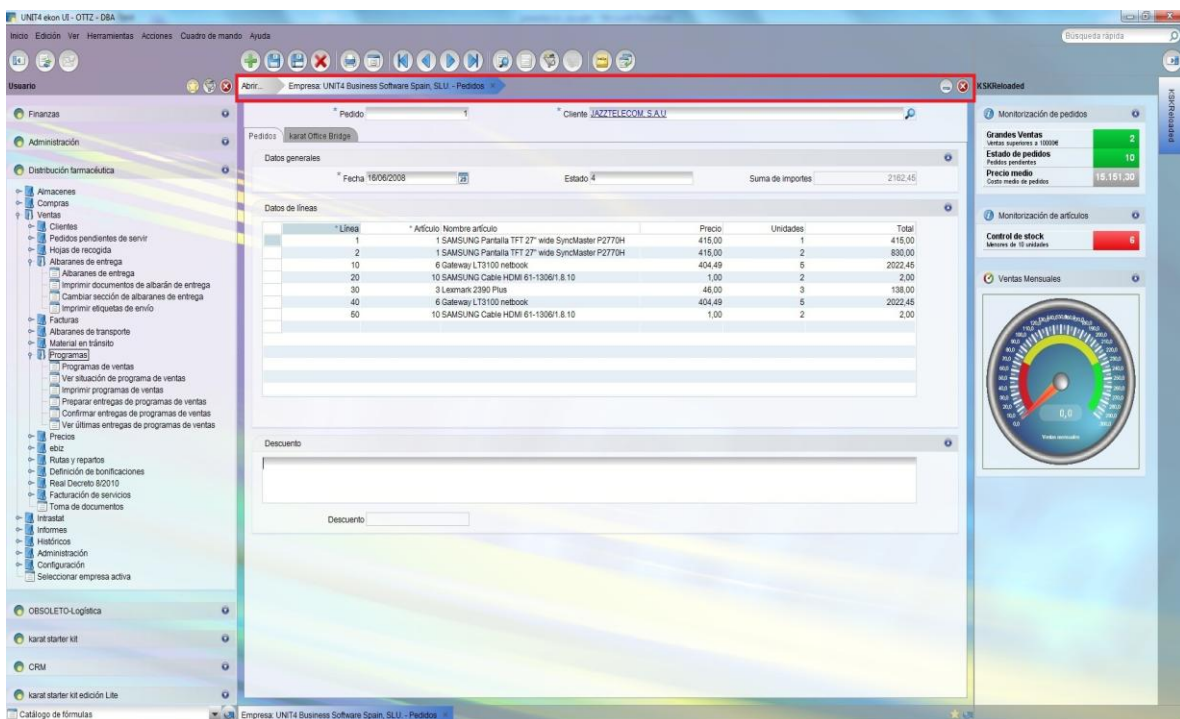 UNIT4 ekon UI - OTTZ - DBA
Inicio Edición Ver Herramientas Acciones Cuadro de mando Ayuda
Búsqueda rápida
Usuario
Finanzas
Administración
Distribución farmacéutica
Almacenes
Compras
Ventas
Clientes
Pedidos pendientes de servir
Hojas de recogida
Albaranes de entrega
Albaranes de entrega
Imprimir documentos de albarán de entrega
Cambiar sección de albaranes de entrega
Imprimir etiquetas de envío
Facturas
Albaranes de transporte
Material en tránsito
Programas
Programas de ventas
Ver situación de programa de ventas
Imprimir programas de ventas
Preparar entregas de programas de ventas
Confirmar entregas de programas de ventas
Ver últimas entregas de programas de ventas
Precios
ebiz
Rutas y repartos
Definición de bonificaciones
Real Decreto 8/2010
Facturación de servicios
Toma de documentos
Intrastat
Informes
Históricos
Administración
Configuración
Seleccionar empresa activa
OBSOLETO-Logística
karat starter kit
CRM
karat starter kit edición Lite
Catálogo de fórmulas
Abrir... Empresa: UNIT4 Business Software Spain, SLU. - Pedidos
* Pedido 1 * Cliente JAZZTELECOM, S.A.U
Pedidos karat Office Bridge
Datos generales
* Fecha 16/06/2008 Estado 4 Suma de importes 2162,45
Datos de líneas
* Línea * Artículo Nombre artículo Precio Unidades Total
1 1 SAMSUNG Pantalla TFT 27" wide SyncMaster P2770H 415,00 1 415,00
2 1 SAMSUNG Pantalla TFT 27" wide SyncMaster P2770H 415,00 2 830,00
10 6 Gateway LT3100 netbook 404,49 5 2022,45
20 10 SAMSUNG Cable HDMI 61-1306/1.8.10 1,00 2 2,00
30 3 Lexmark 2390 Plus 46,00 3 138,00
40 6 Gateway LT3100 netbook 404,49 5 2022,45
50 10 SAMSUNG Cable HDMI 61-1306/1.8.10 1,00 2 2,00
Descuento
Descuento
Empresa: UNIT4 Business Software Spain, SLU. - Pedidos
KSKReloaded
KSKReloaded
Monitorización de pedidos
Grandes Ventas 2
Ventas superiores a 10000€
Estado de pedidos 10
Pedidos pendientes
Precio medio 15.151,30
Costo medio de pedidos
Monitorización de artículos
Control de stock 6
Menores de 10 unidades
Ventas Mensuales
0,0
Ventas mensuales